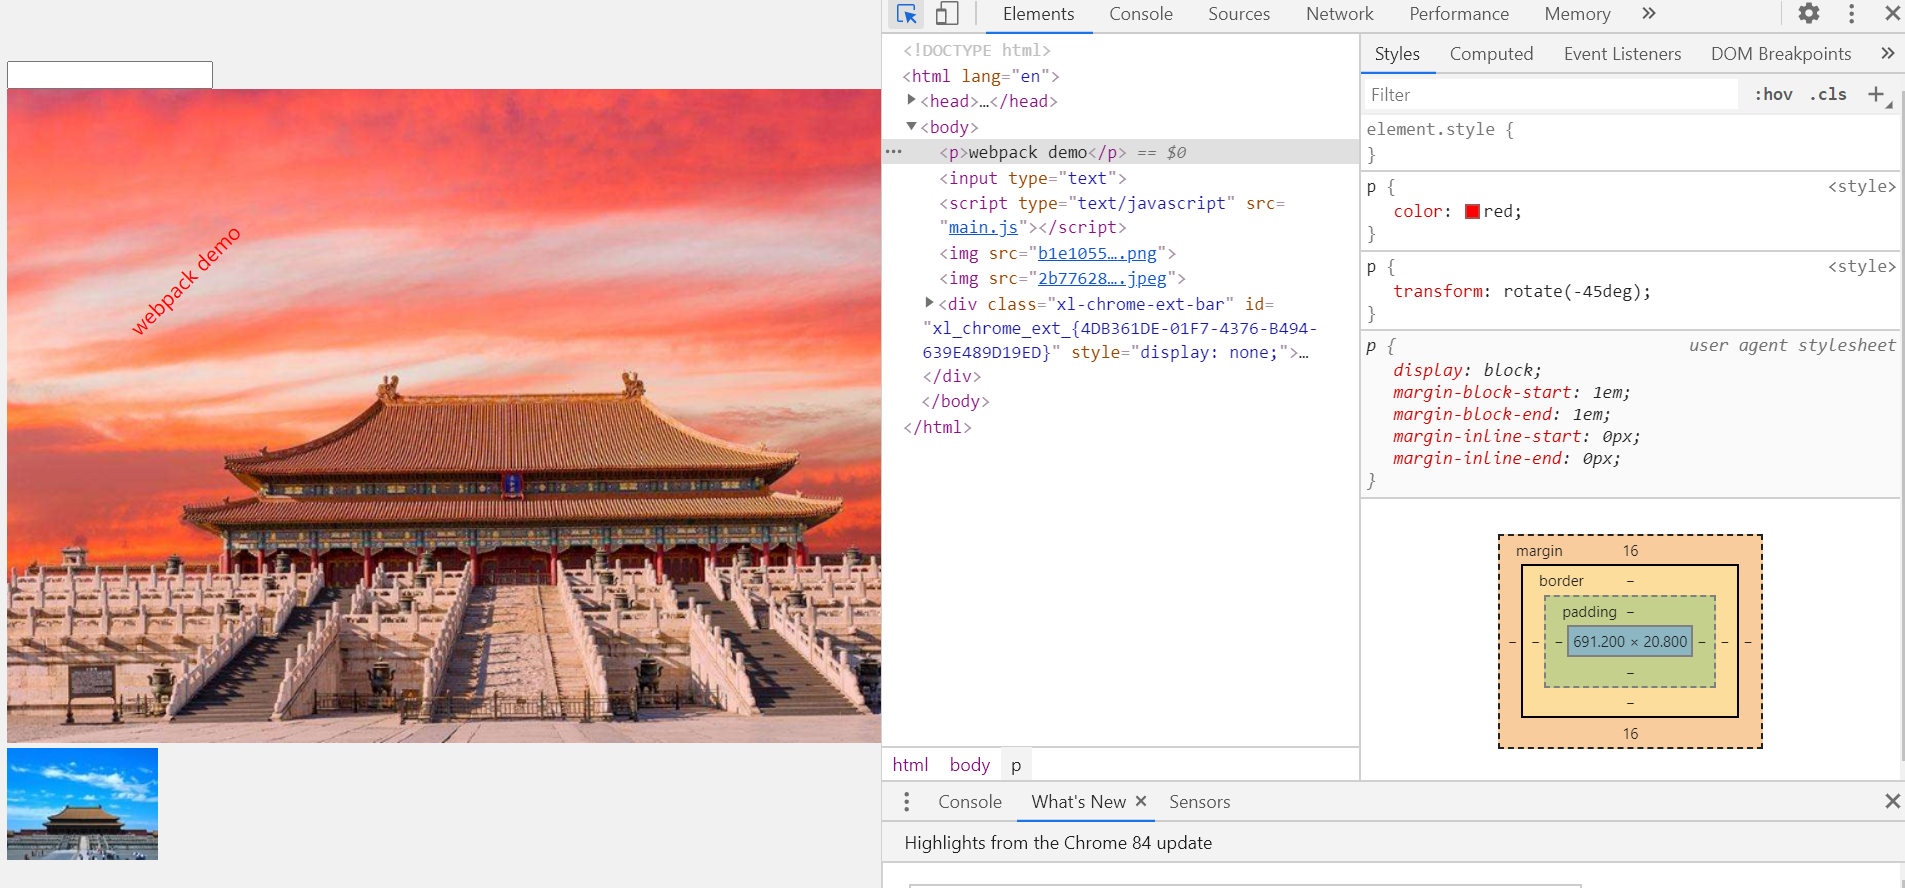 webpack demo
Elements Console Sources Network Performance Memory »
<!DOCTYPE html>
<html lang="en">
<head>…</head>
<body>
<p>webpack demo</p> == $0
<input type="text">
<script type="text/javascript" src=
"main.js"></script>
<img src="b1e1055….png">
<img src="2b77628….jpeg">
<div class="xl-chrome-ext-bar" id=
"xl_chrome_ext_{4DB361DE-01F7-4376-B494-
639E489D19ED}" style="display: none;">…
</div>
</body>
</html>
html body p
Styles Computed Event Listeners DOM Breakpoints »
Filter :hov .cls +
element.style {
}
p { <style>
color: red;
}
p { <style>
transform: rotate(-45deg);
}
p { user agent stylesheet
display: block;
margin-block-start: 1em;
margin-block-end: 1em;
margin-inline-start: 0px;
margin-inline-end: 0px;
}
margin 16
border –
padding –
– – – 691.200 × 20.800 – – –
–
–
16
Console What's New Sensors
Highlights from the Chrome 84 update